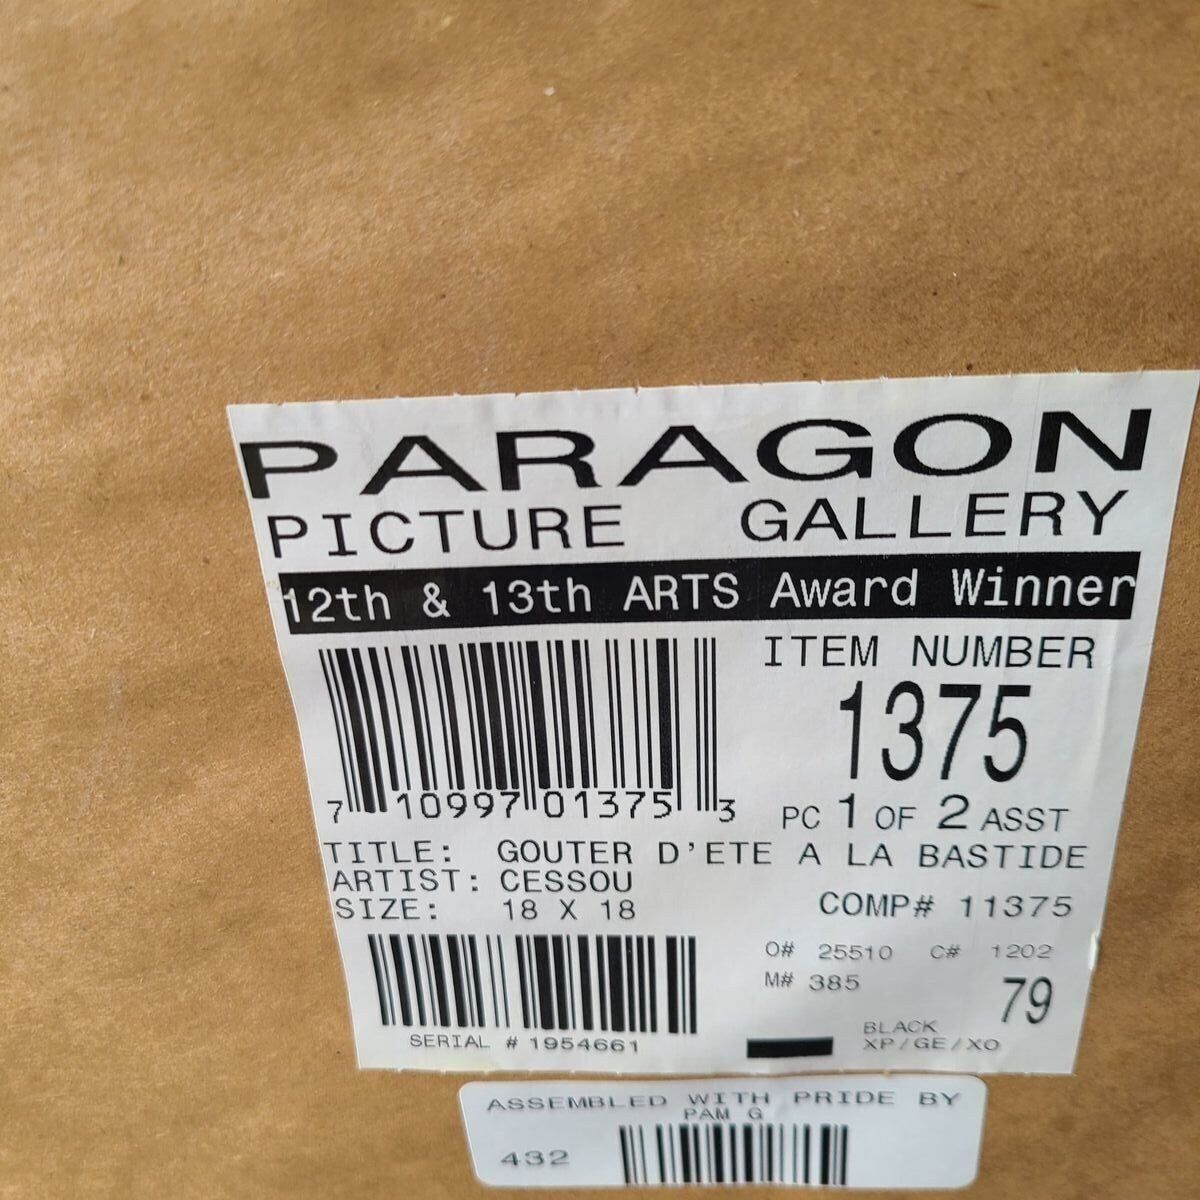 PARAGON
PICTURE GALLERY
12th & 13th ARTS Award Winner
ITEM NUMBER
1375
7 10997 01375 3
PC 1 OF 2 ASST
TITLE: GOUTER D'ETE A LA BASTIDE
ARTIST: CESSOU
SIZE: 18 X 18
COMP# 11375
O# 25510 C# 1202
M# 385
79
SERIAL # 1954661
BLACK
XP/GE/XO
ASSEMBLED WITH PRIDE BY
PAM G
432